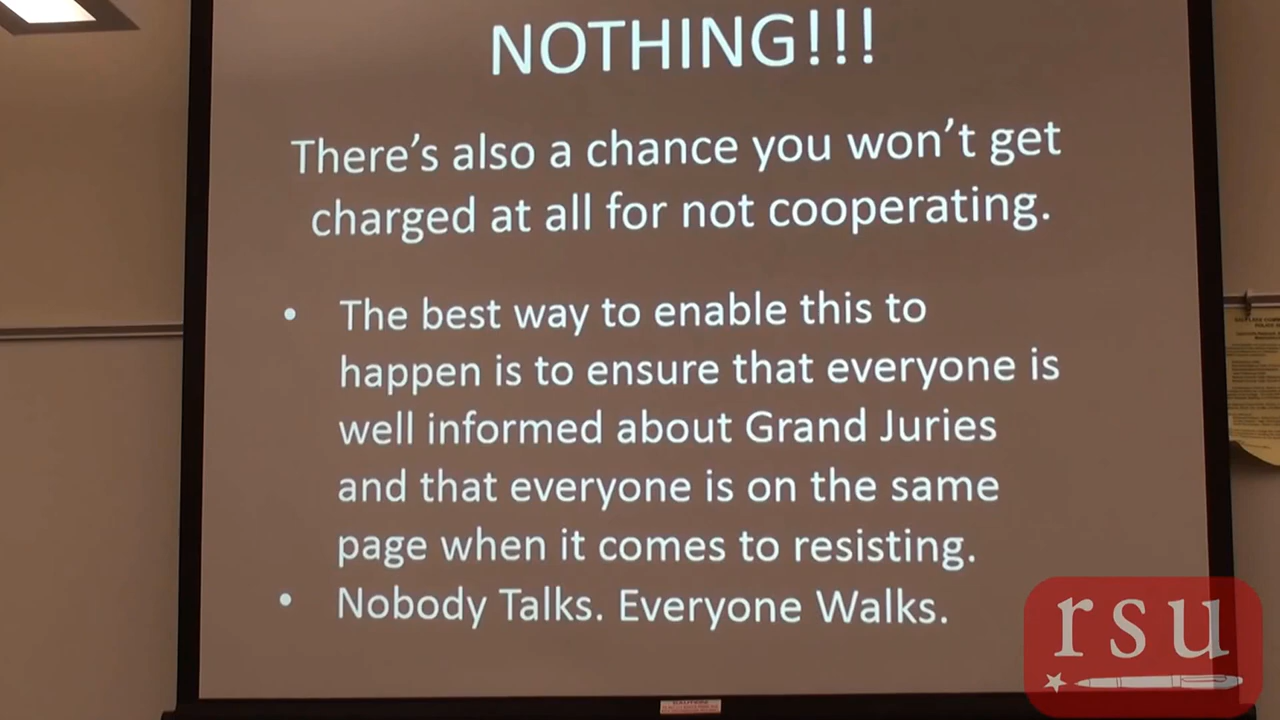 NOTHING!!!
There's also a chance you won't get
charged at all for not cooperating.
• The best way to enable this to
happen is to ensure that everyone is
well informed about Grand Juries
and that everyone is on the same
page when it comes to resisting.
• Nobody Talks. Everyone Walks.
rsu